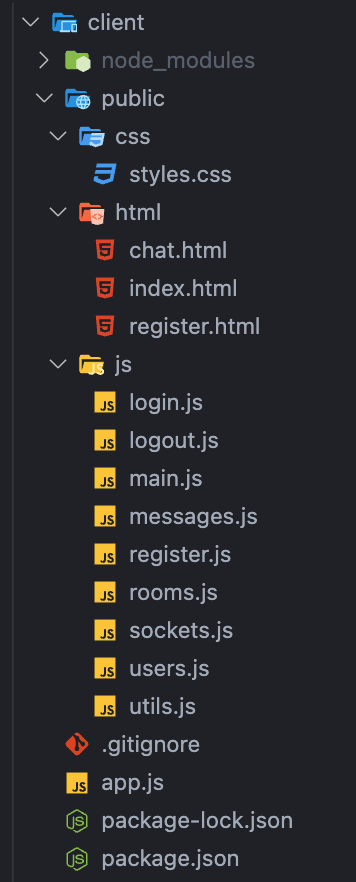 client
node_modules
public
css
styles.css
html
chat.html
index.html
register.html
js
login.js
logout.js
main.js
messages.js
register.js
rooms.js
sockets.js
users.js
utils.js
.gitignore
app.js
package-lock.json
package.json